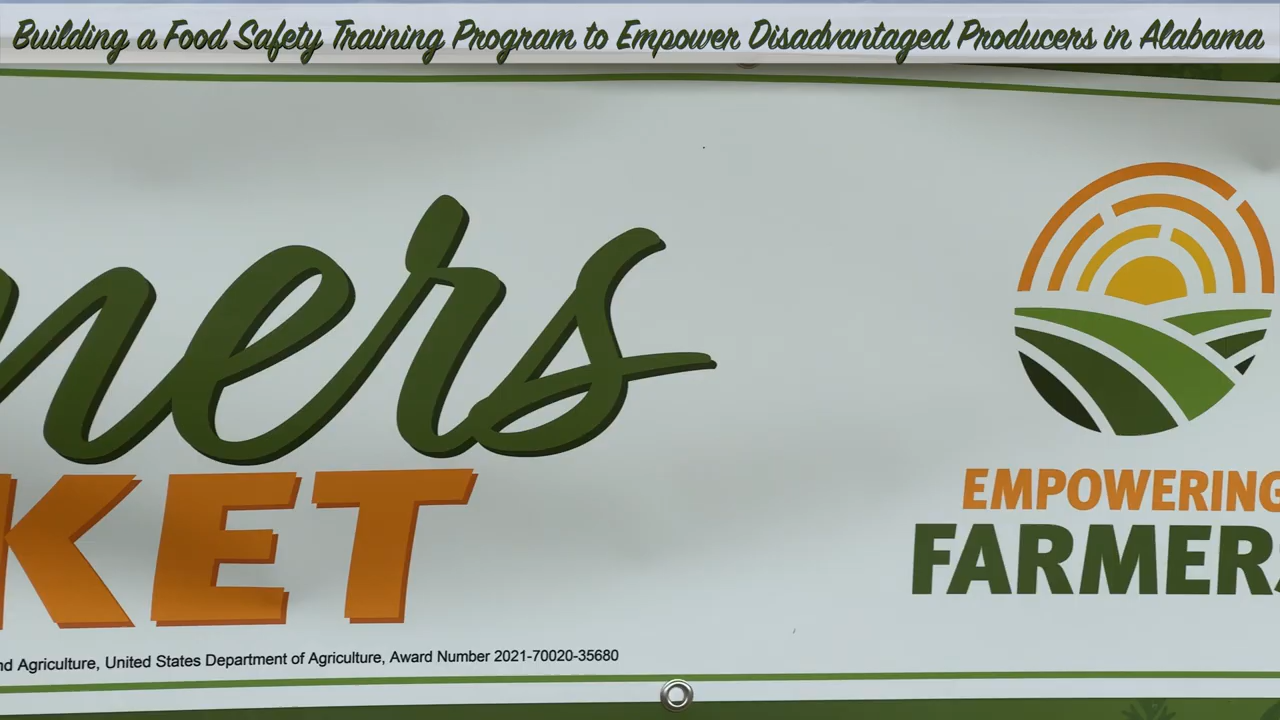 Building a Food Safety Training Program to Empower Disadvantaged Producers in Alabama
mers
KET
EMPOWERING
FARMERS
nd Agriculture, United States Department of Agriculture, Award Number 2021-70020-35680